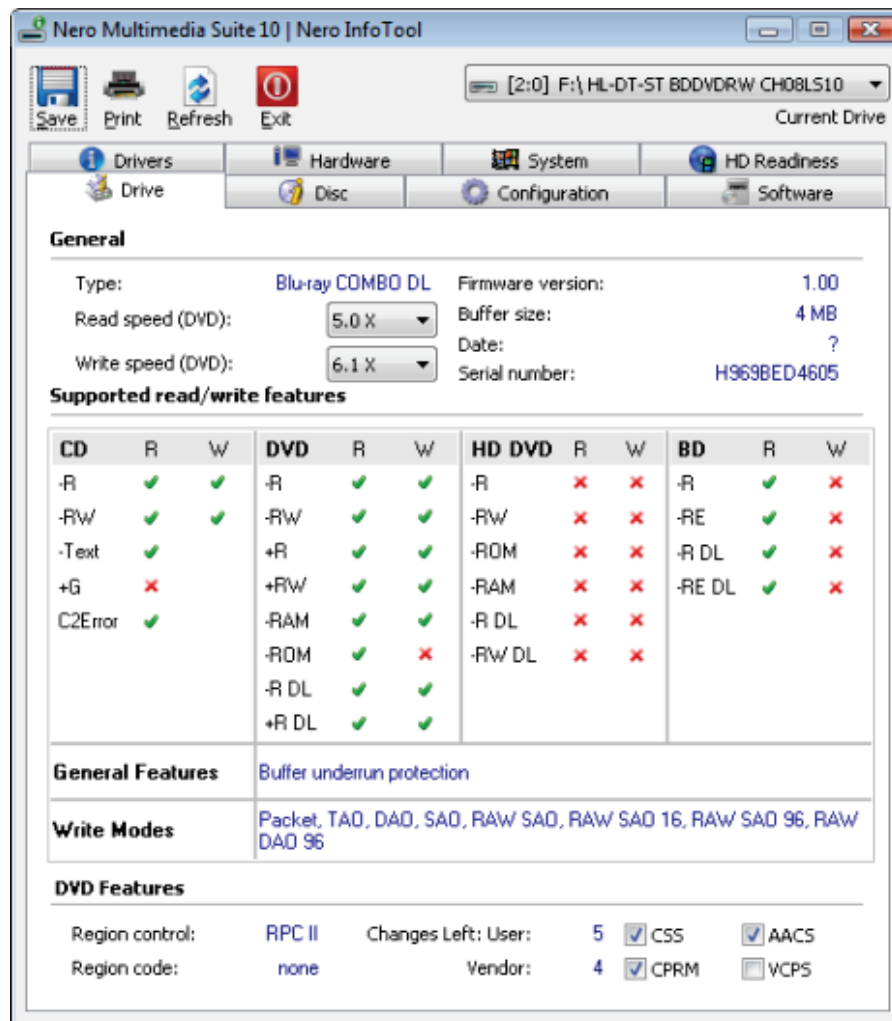 Nero Multimedia Suite 10 | Nero InfoTool
Save Print Refresh Exit
[2:0] F:\ HL-DT-ST BDDVDRW CH08LS10
Current Drive
Drivers Hardware System HD Readiness
Drive Disc Configuration Software
General
Type: Blu-ray COMBO DL Firmware version: 1.00
Read speed (DVD): 5.0 X Buffer size: 4 MB
Date: ?
Write speed (DVD): 6.1 X Serial number: H969BED4605
Supported read/write features
CD R W DVD R W HD DVD R W BD R W
-R -R -R -R
-RW -RW -RW -RE
-Text +R -ROM -R DL
+G +RW -RAM -RE DL
C2Error -RAM -R DL
-ROM -RW DL
-R DL
+R DL
General Features Buffer underrun protection
Write Modes Packet, TAO, DAO, SAO, RAW SAO, RAW SAO 16, RAW SAO 96, RAW
DAO 96
DVD Features
Region control: RPC II Changes Left: User: 5 CSS AACS
Region code: none Vendor: 4 CPRM VCPS